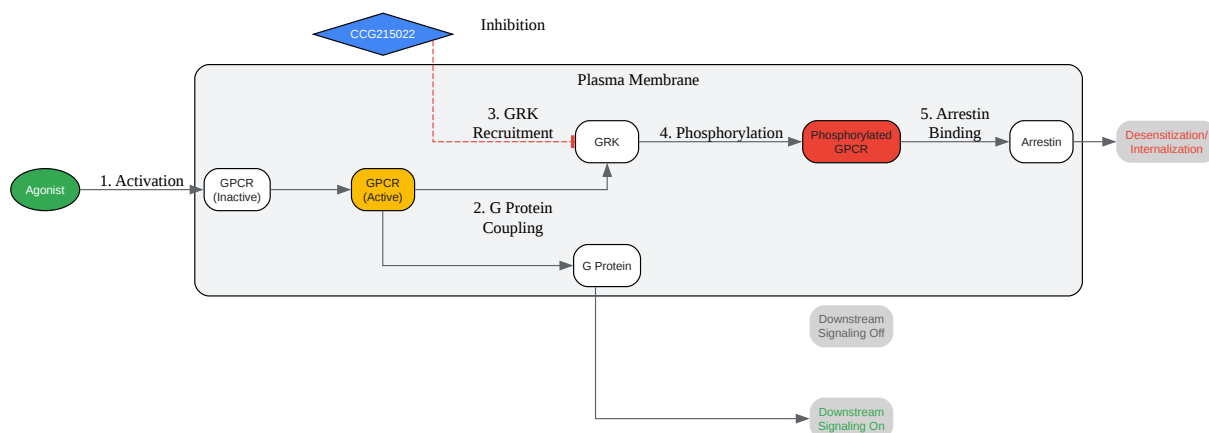 CCG215022
Inhibition
Plasma Membrane
3. GRK
Recruitment
GRK
4. Phosphorylation
Phosphorylated
GPCR
5. Arrestin
Binding
Arrestin
Desensitization/
Internalization
Agonist
1. Activation
GPCR
(Inactive)
GPCR
(Active)
2. G Protein
Coupling
G Protein
Downstream
Signaling Off
Downstream
Signaling On